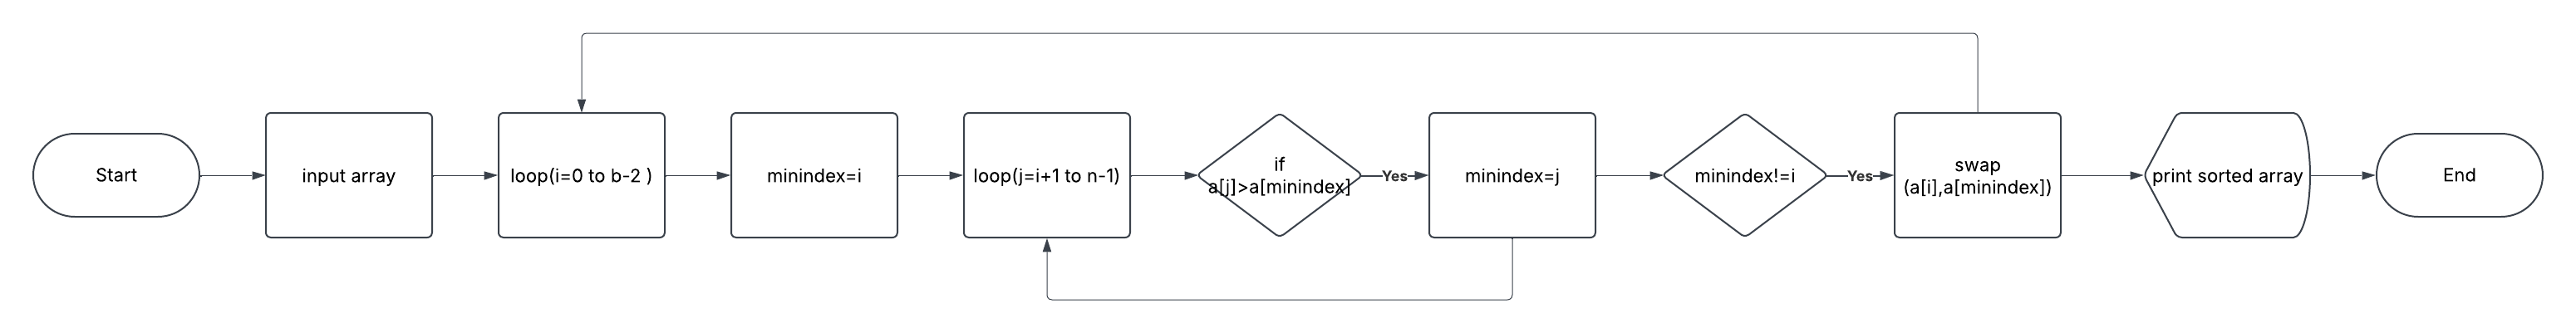 Start
input array
loop(i=0 to b-2 )
minindex=i
loop(j=i+1 to n-1)
if
a[j]>a[minindex]
Yes
minindex=j
minindex!=i
Yes
swap
(a[i],a[minindex])
print sorted array
End